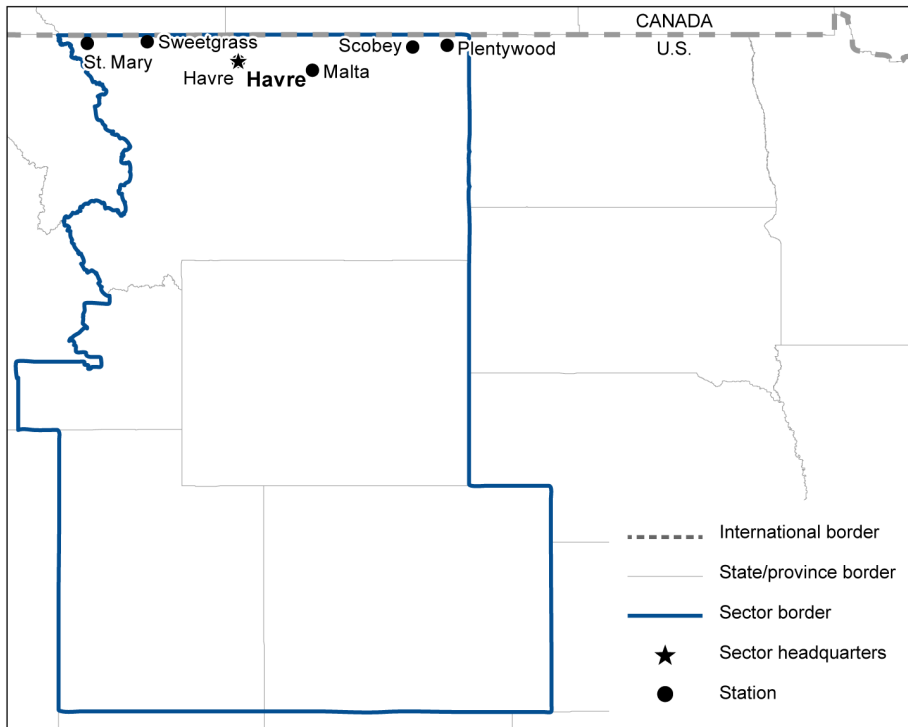 CANADA
U.S.
St. Mary
Sweetgrass
Havre
Havre
Malta
Scobey
Plentywood
International border
State/province border
Sector border
Sector headquarters
Station